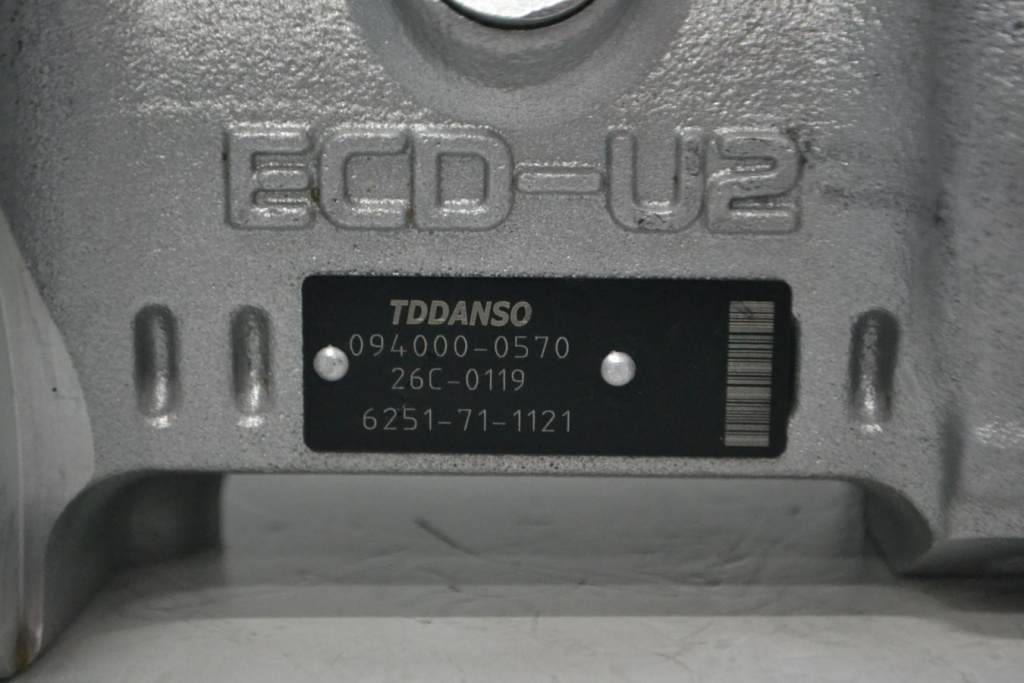 ECD-U2
TDDANSO
094000-0570
26C-0119
6251-71-1121